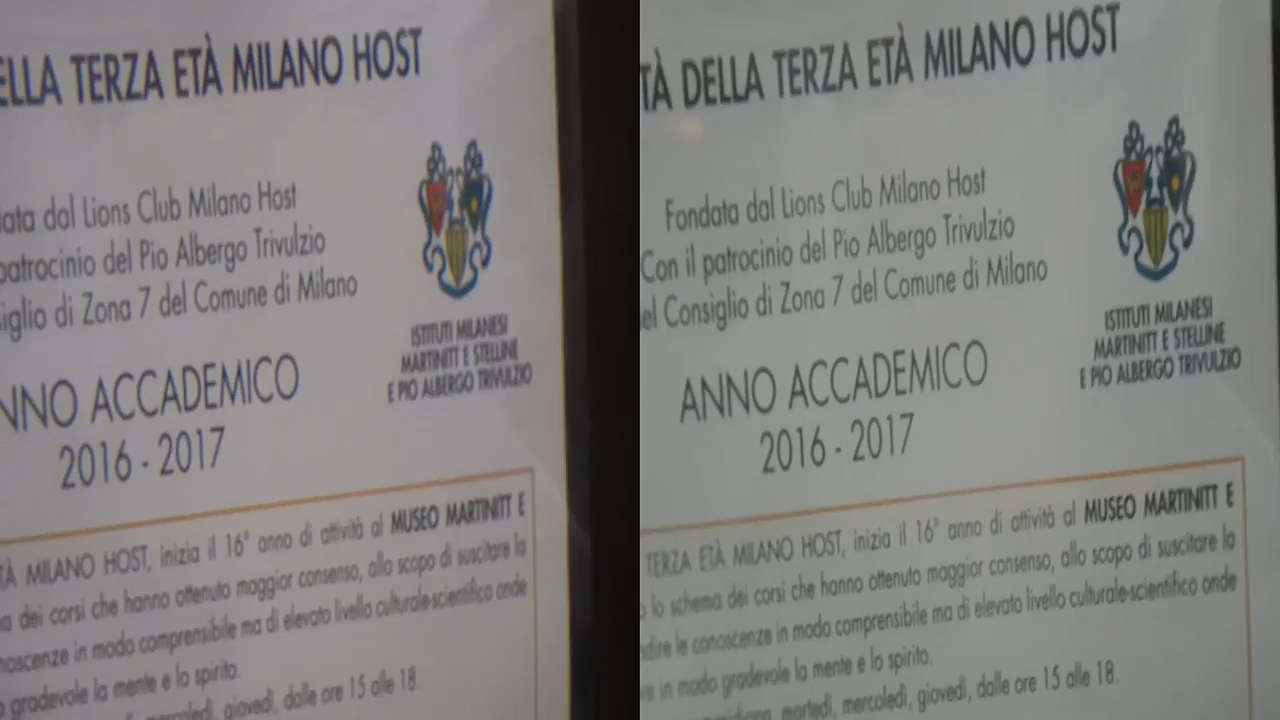 ELLA TERZA ETÀ MILANO HOST
data dal Lions Club Milano Host
patrocinio del Pio Albergo Trivulzio
siglio di Zona 7 del Comune di Milano
ISTITUTI MILANESI
MARTINITT E STELLINE
E PIO ALBERGO TRIVULZIO
NNO ACCADEMICO
2016 - 2017
TÀ MILANO HOST, inizia il 16° anno di attività al MUSEO MARTINITT E
a dei corsi che hanno ottenuto maggior consenso, allo scopo di suscitare la
noscenze in modo comprensibile ma di elevato livello culturale-scientifico onde
o gradevole la mente e lo spirito.
mercoledì, giovedì, dalle ore 15 alle 18.
TÀ DELLA TERZA ETÀ MILANO HOST
Fondata dal Lions Club Milano Host
Con il patrocinio del Pio Albergo Trivulzio
el Consiglio di Zona 7 del Comune di Milano
ISTITUTI MILANESI
MARTINITT E STELLINE
E PIO ALBERGO TRIVULZIO
ANNO ACCADEMICO
2016 - 2017
TERZA ETÀ MILANO HOST, inizia il 16° anno di attività al MUSEO MARTINITT E
o lo schema dei corsi che hanno ottenuto maggior consenso, allo scopo di suscitare la
dire le conoscenze in modo comprensibile ma di elevato livello culturale-scientifico onde
re in modo gradevole la mente e lo spirito.
martedì, mercoledì, giovedì, dalle ore 15 alle 18.